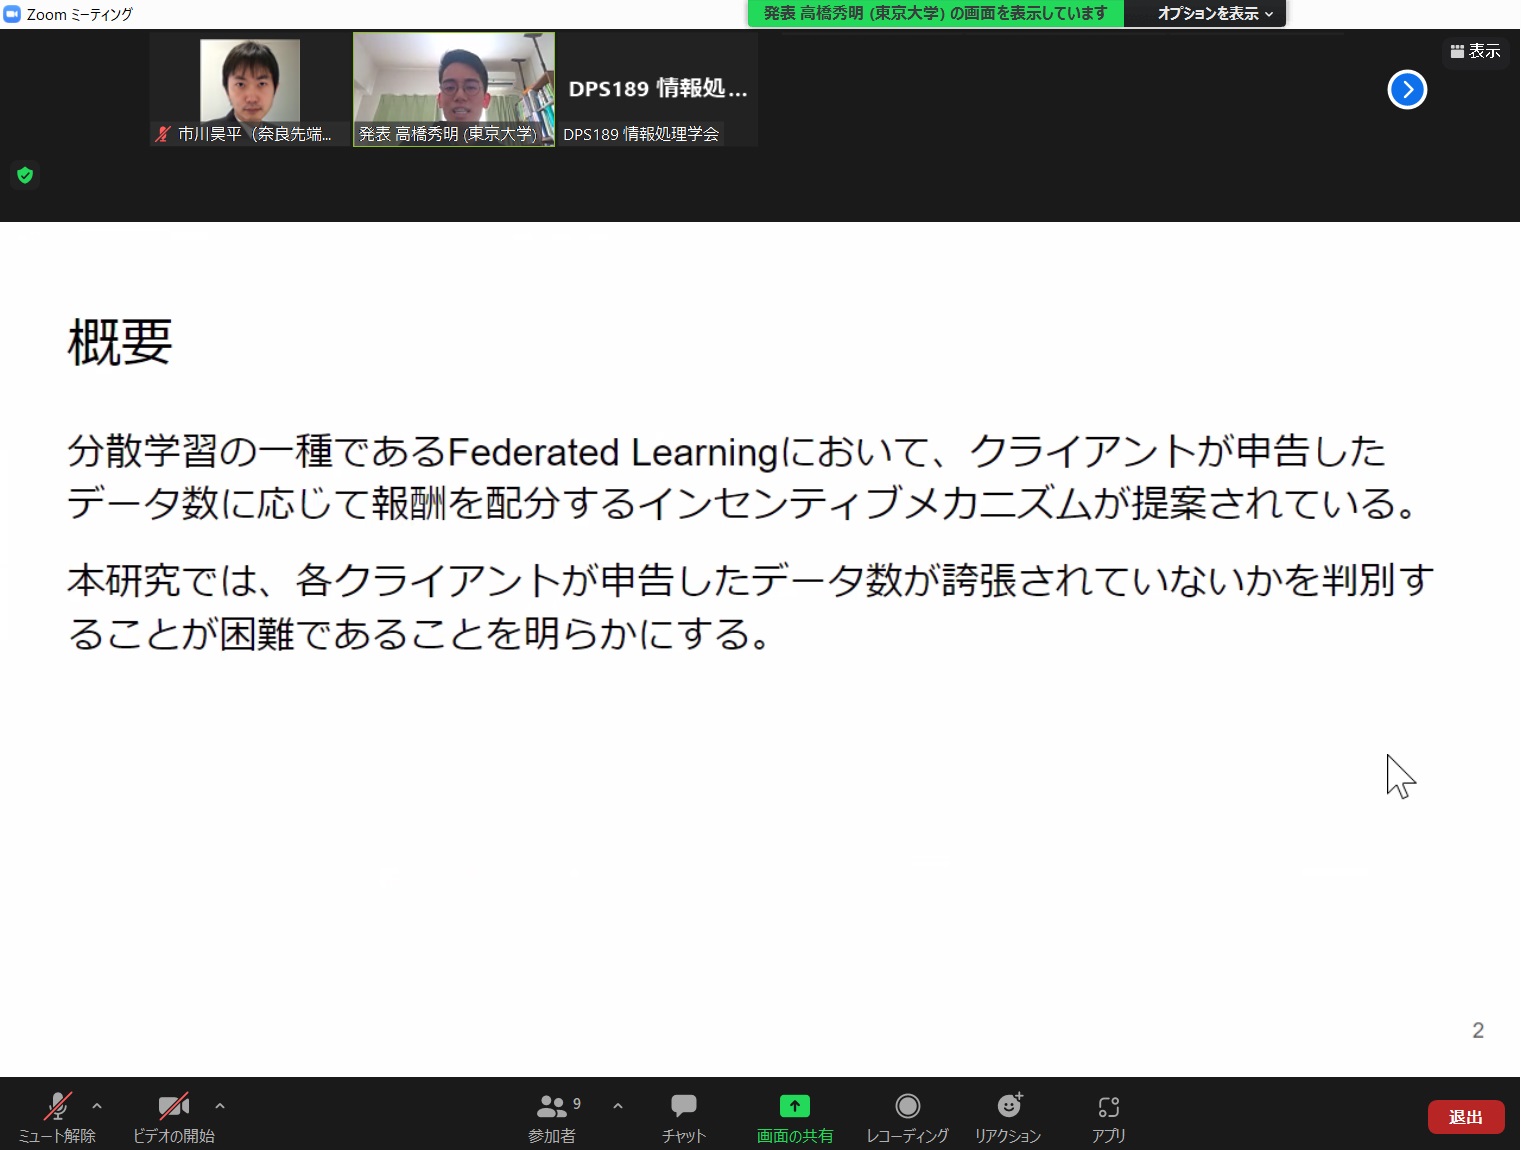 Zoom ミーティング
発表 高橋秀明 (東京大学) の画面を表示しています
オプションを表示
表示
DPS189 情報処...
市川昊平（奈良先端...
発表 高橋秀明 (東京大学)
DPS189 情報処理学会
概要
分散学習の一種であるFederated Learningにおいて、クライアントが申告した
データ数に応じて報酬を配分するインセンティブメカニズムが提案されている。
本研究では、各クライアントが申告したデータ数が誇張されていないかを判別す
ることが困難であることを明らかにする。
2
ミュート解除
ビデオの開始
9
参加者
チャット
画面の共有
レコーディング
リアクション
アプリ
退出